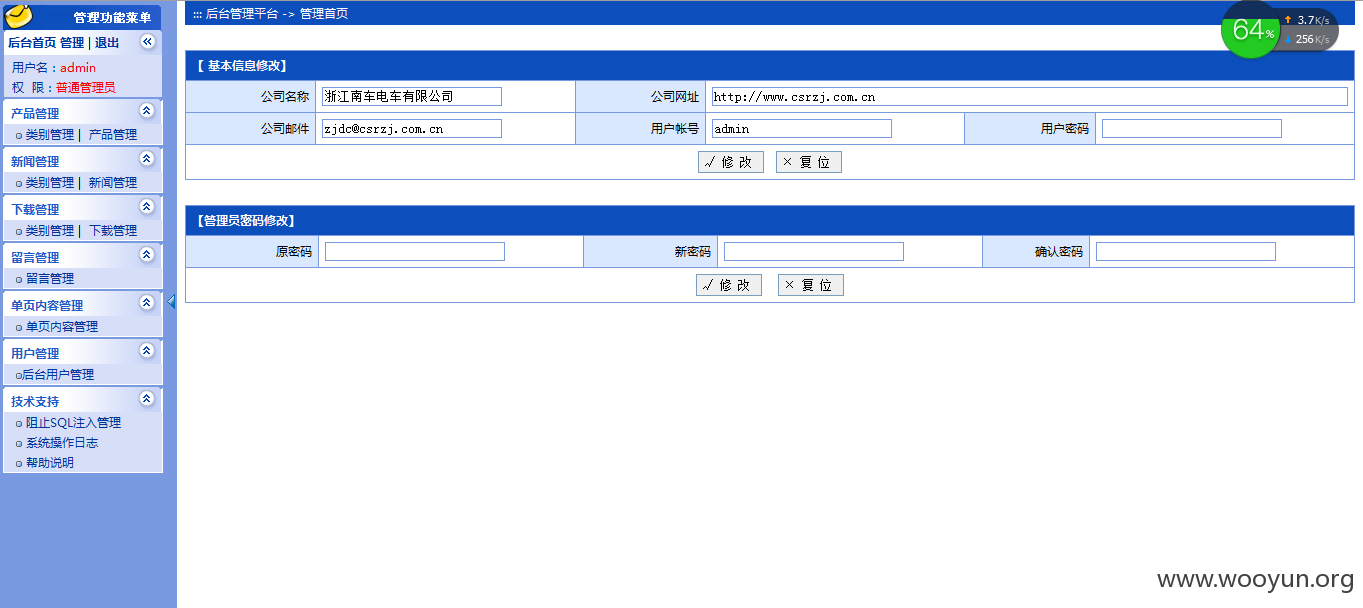 管理功能菜单
后台首页 管理 | 退出
用户名：admin
权 限：普通管理员
产品管理
类别管理 | 产品管理
新闻管理
类别管理 | 新闻管理
下载管理
类别管理 | 下载管理
留言管理
留言管理
单页内容管理
单页内容管理
用户管理
后台用户管理
技术支持
阻止SQL注入管理
系统操作日志
帮助说明
::: 后台管理平台 -> 管理首页
64%
3.7K/s
256K/s
【 基本信息修改】
公司名称 浙江南车电车有限公司 公司网址 http://www.csrzj.com.cn
公司邮件 zjdc@csrzj.com.cn 用户帐号 admin 用户密码
√ 修 改 × 复 位
【管理员密码修改】
原密码 新密码 确认密码
√ 修 改 × 复 位
www.wooyun.org